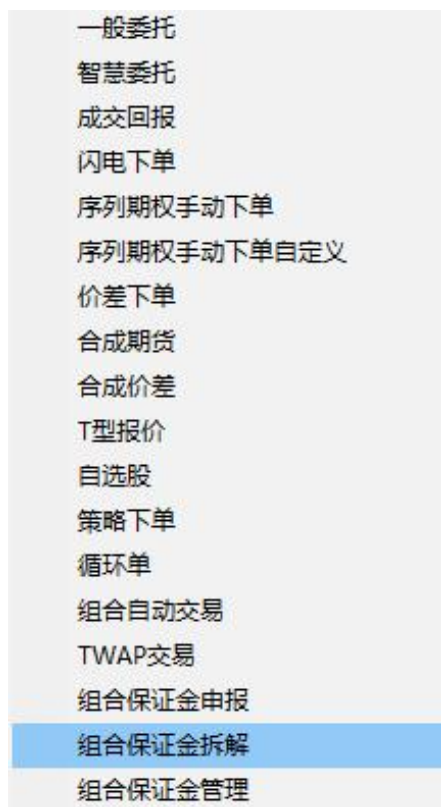 一般委托
智慧委托
成交回报
闪电下单
序列期权手动下单
序列期权手动下单自定义
价差下单
合成期货
合成价差
T型报价
自选股
策略下单
循环单
组合自动交易
TWAP交易
组合保证金申报
组合保证金拆解
组合保证金管理